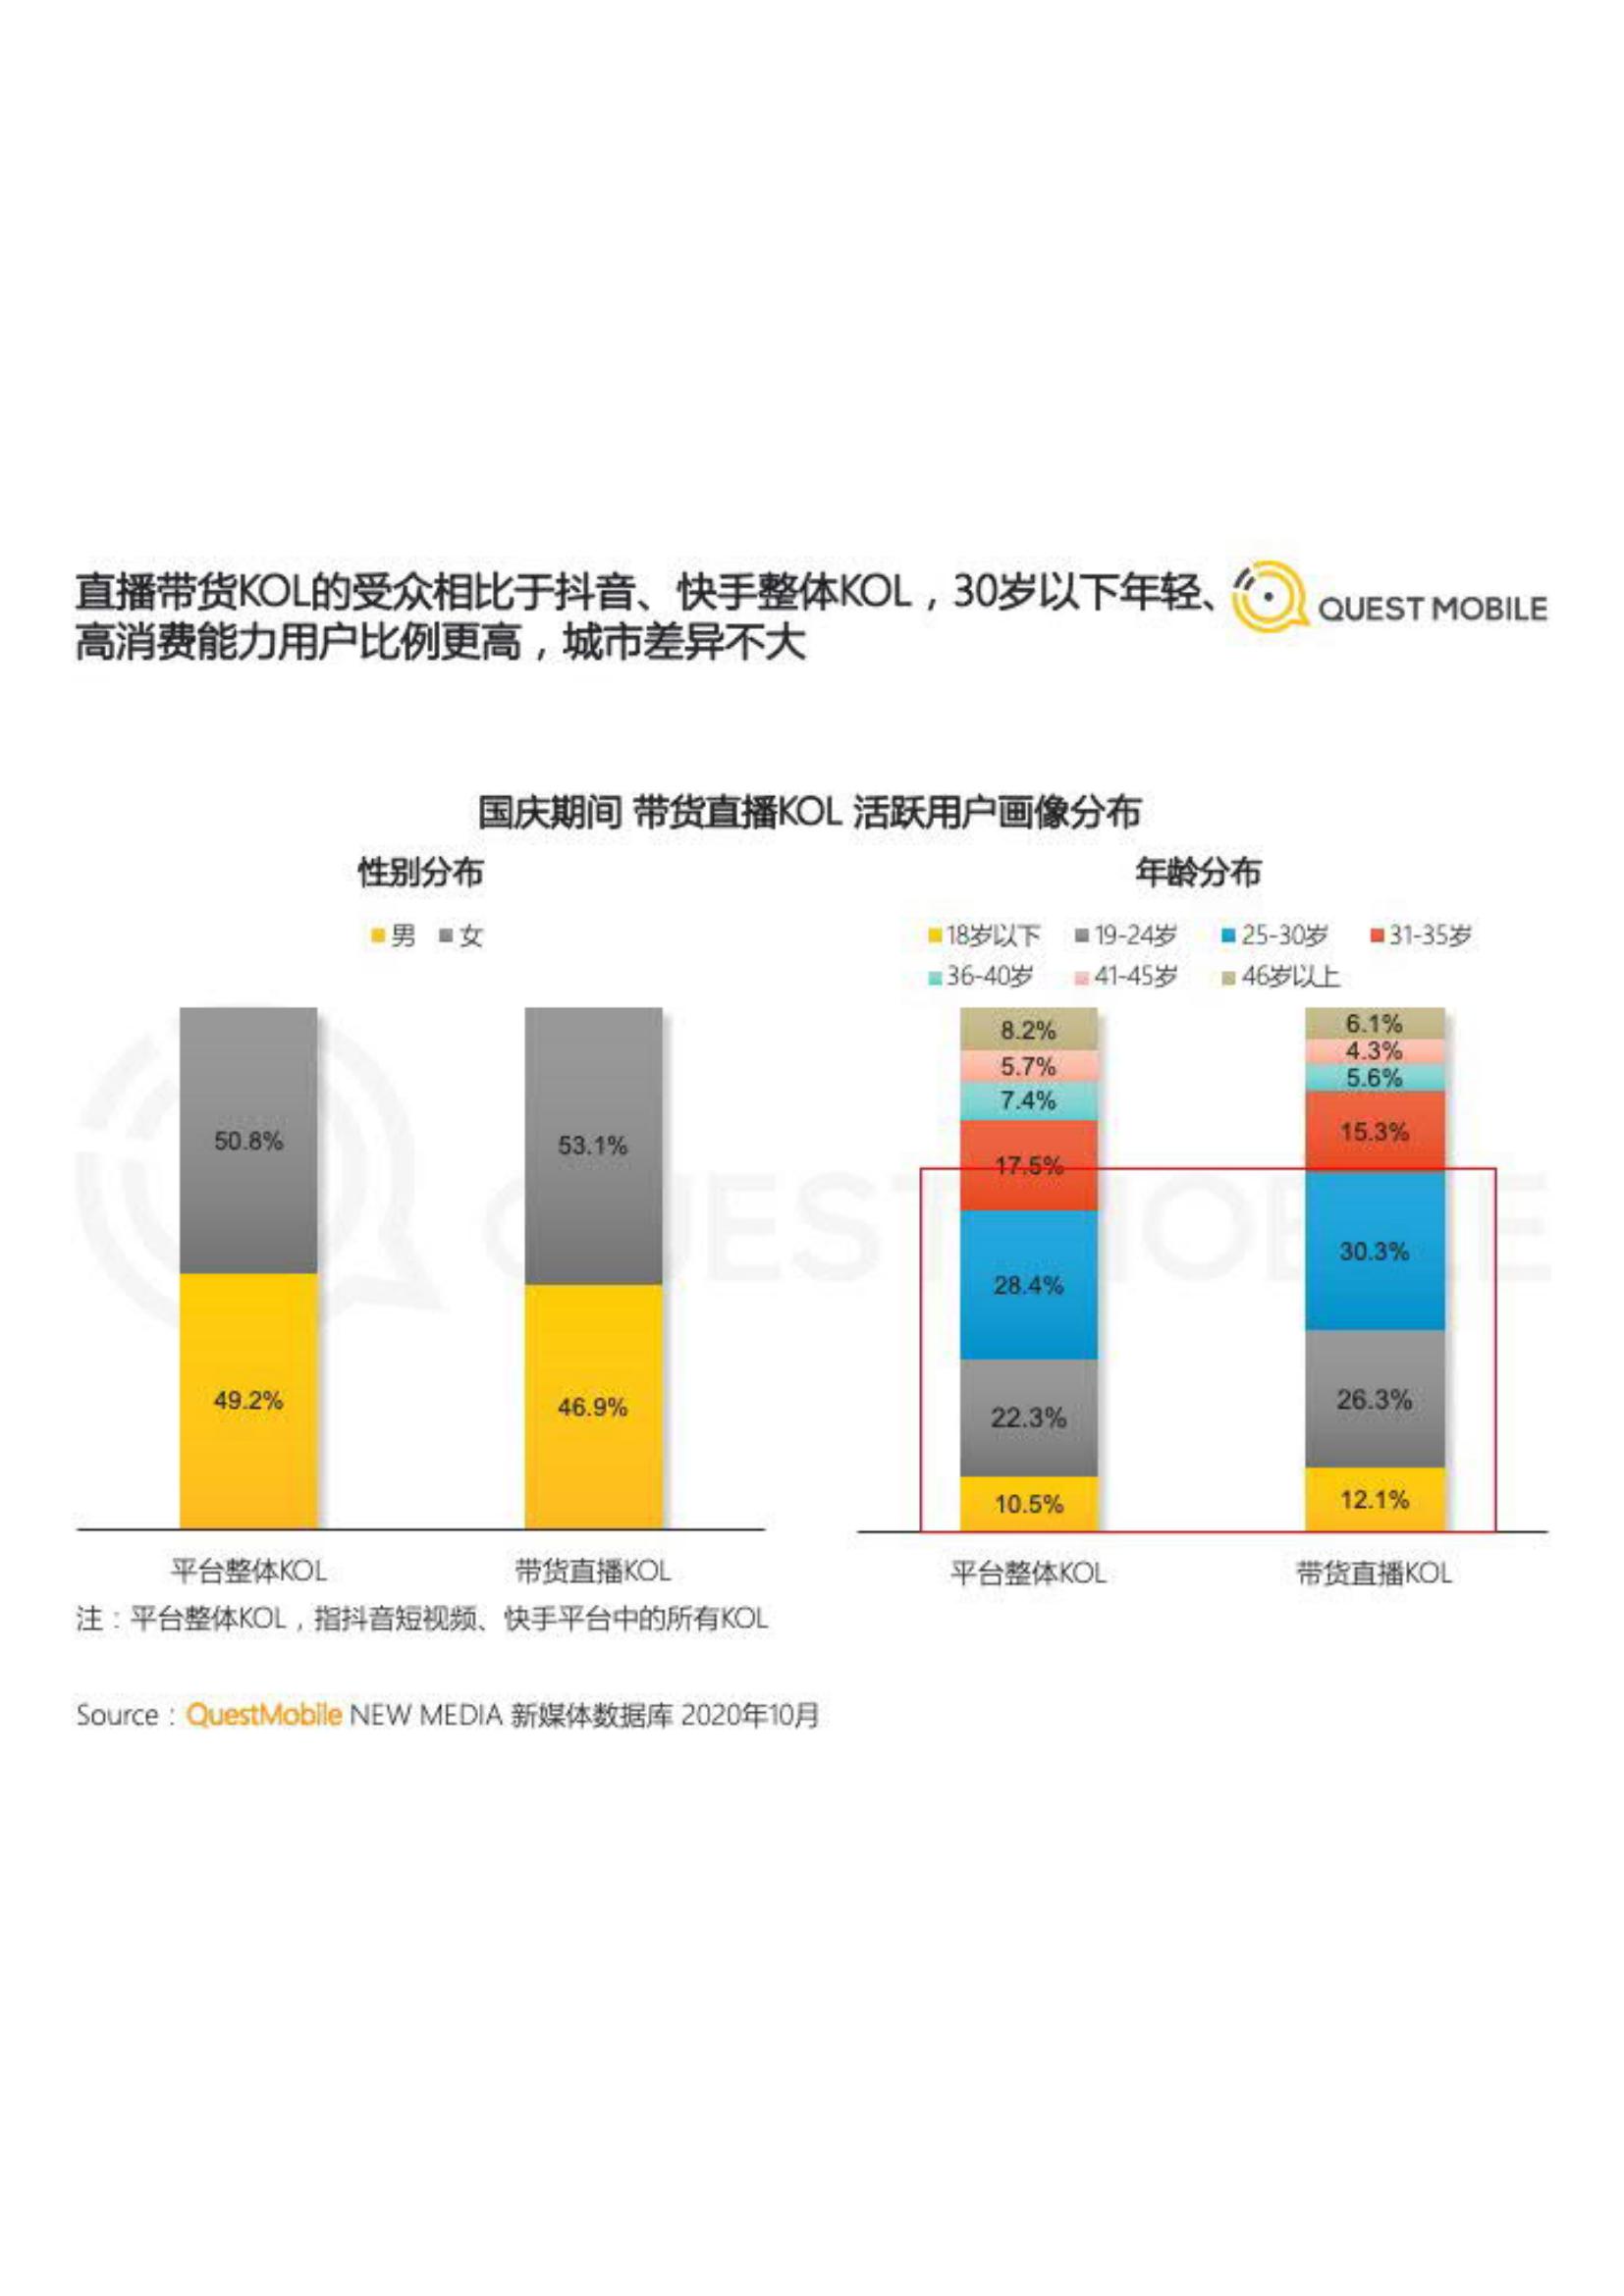 直播带货KOL的受众相比于抖音、快手整体KOL，30岁以下年轻、
高消费能力用户比例更高，城市差异不大
QUEST MOBILE
国庆期间 带货直播KOL 活跃用户画像分布
性别分布
男 女
50.8%
53.1%
49.2%
46.9%
平台整体KOL 带货直播KOL
年龄分布
18岁以下 19-24岁 25-30岁 31-35岁
36-40岁 41-45岁 46岁以上
8.2%
5.7%
7.4%
17.5%
28.4%
22.3%
10.5%
6.1%
4.3%
5.6%
15.3%
30.3%
26.3%
12.1%
平台整体KOL 带货直播KOL
注：平台整体KOL，指抖音短视频、快手平台中的所有KOL
Source：QuestMobile NEW MEDIA 新媒体数据库 2020年10月